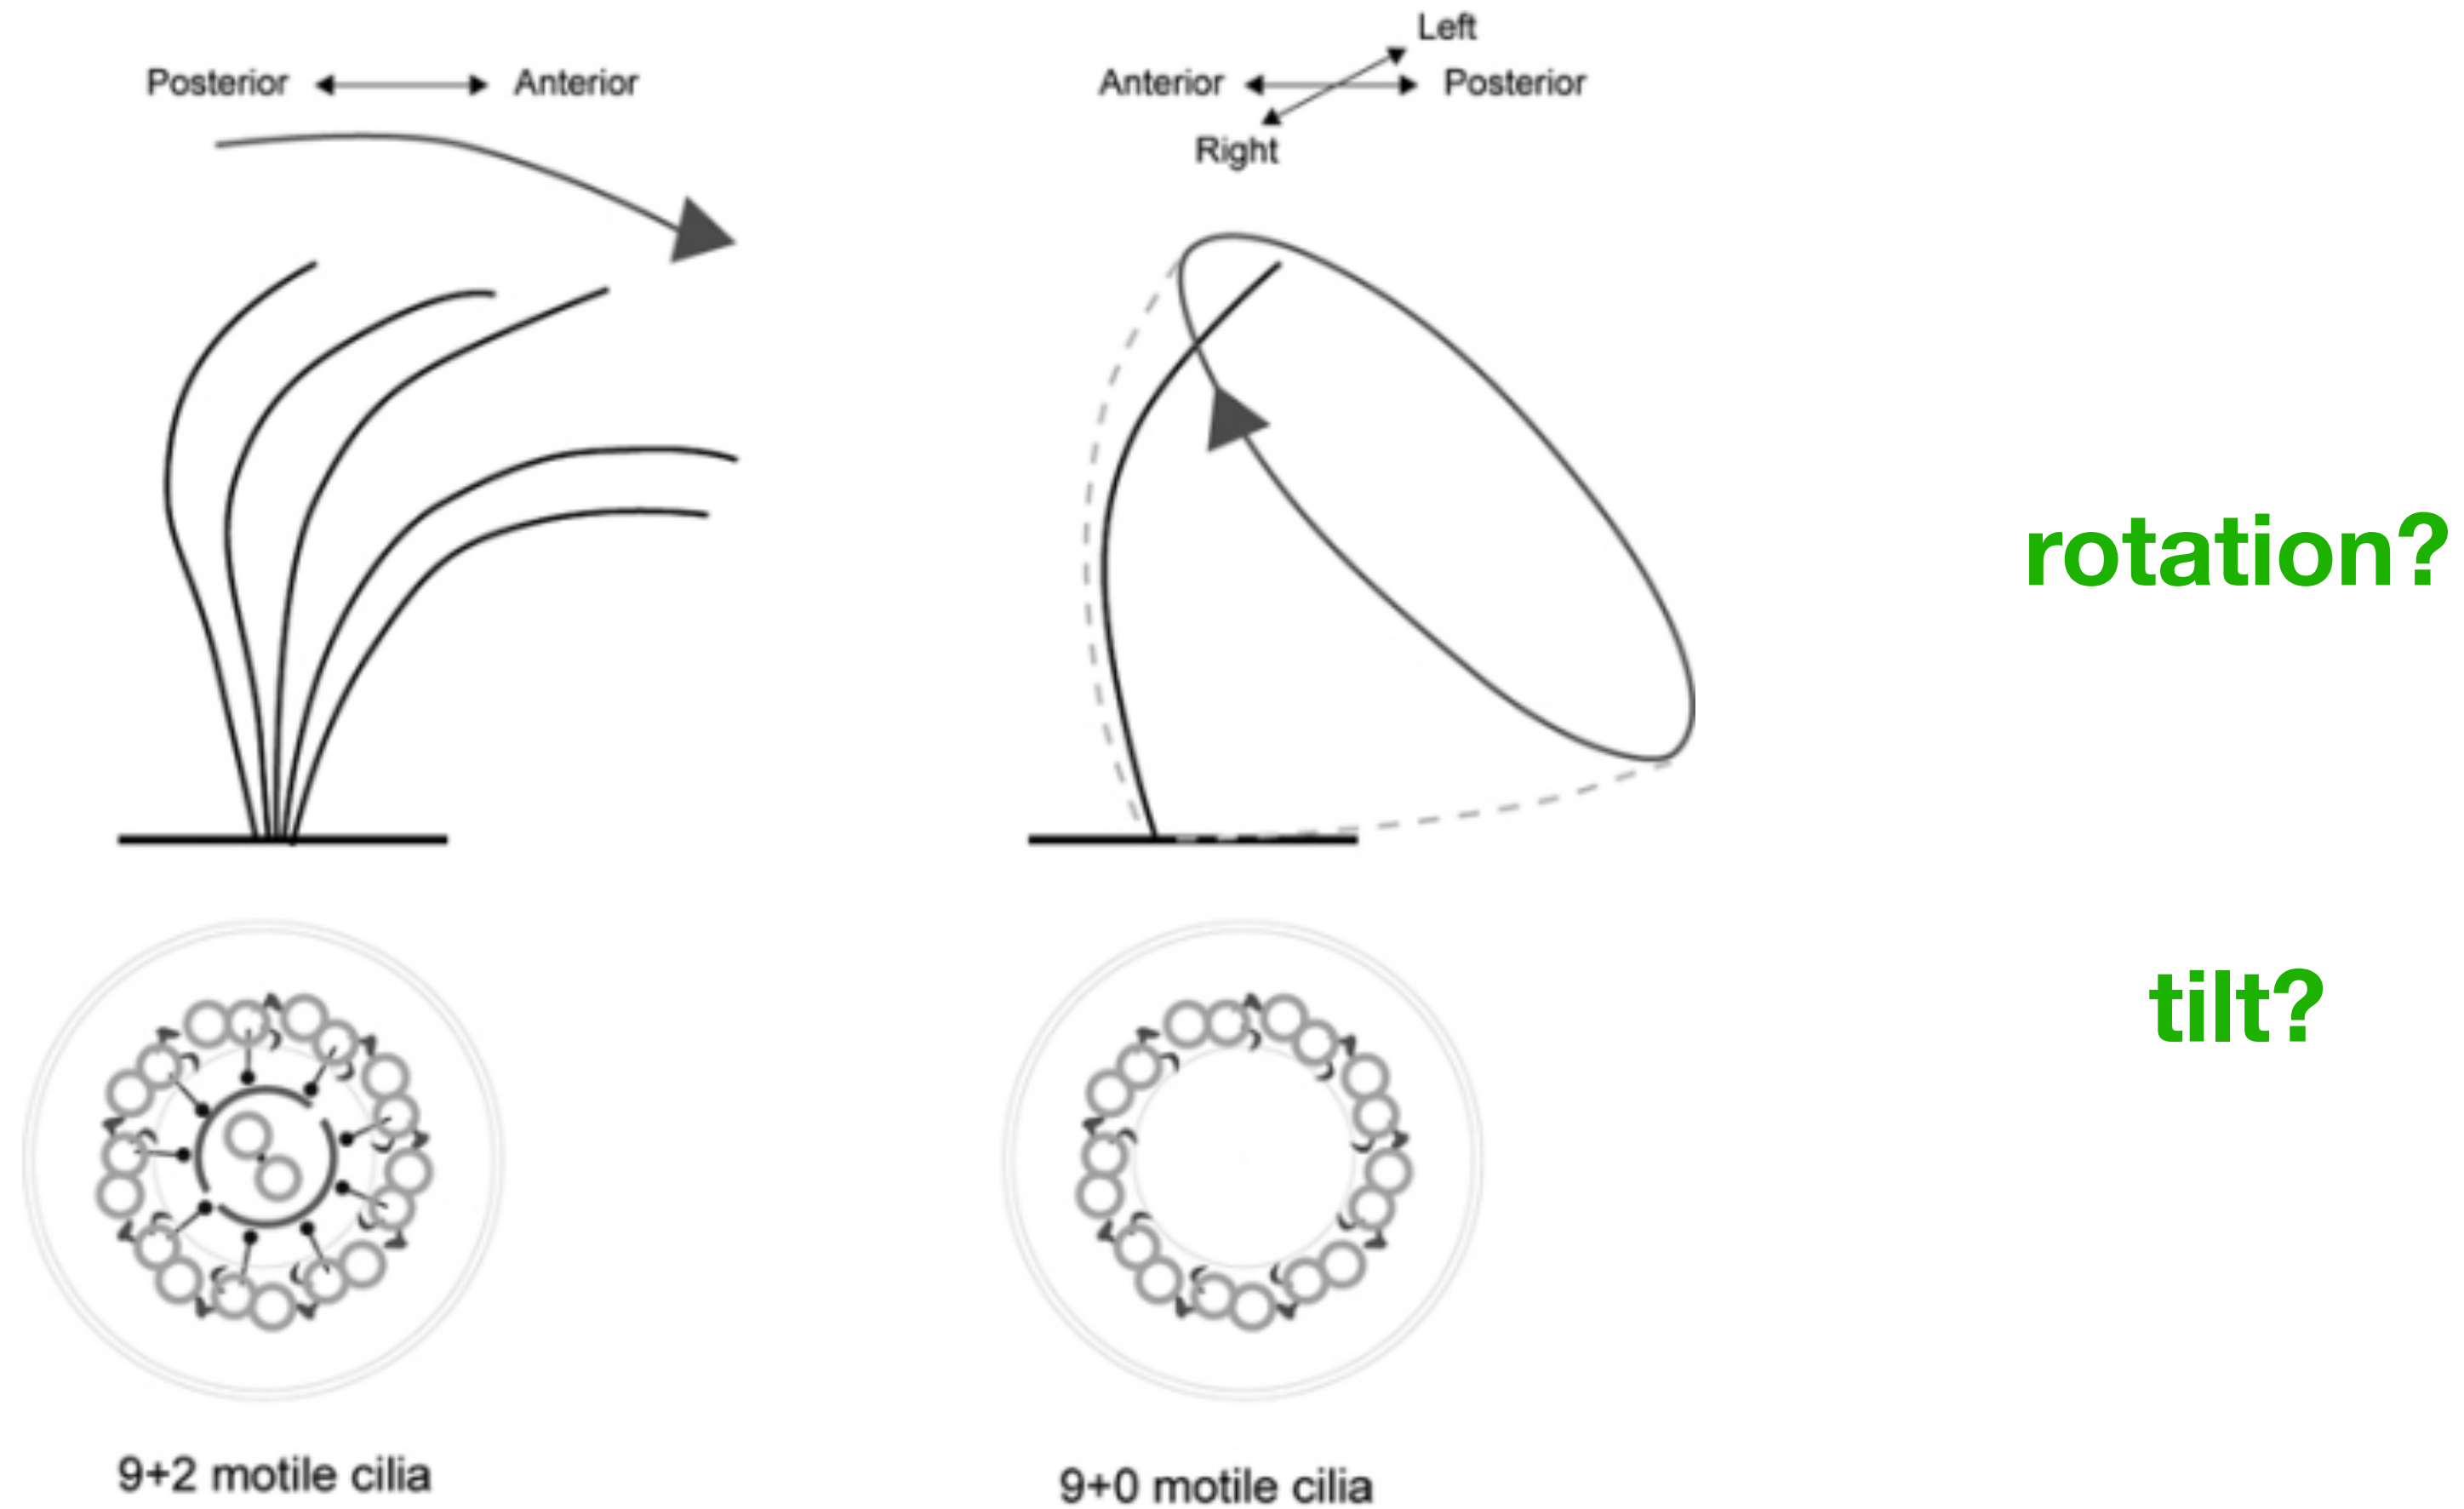 Posterior
Anterior
Left
Anterior
Posterior
Right
rotation?
tilt?
9+2 motile cilia
9+0 motile cilia